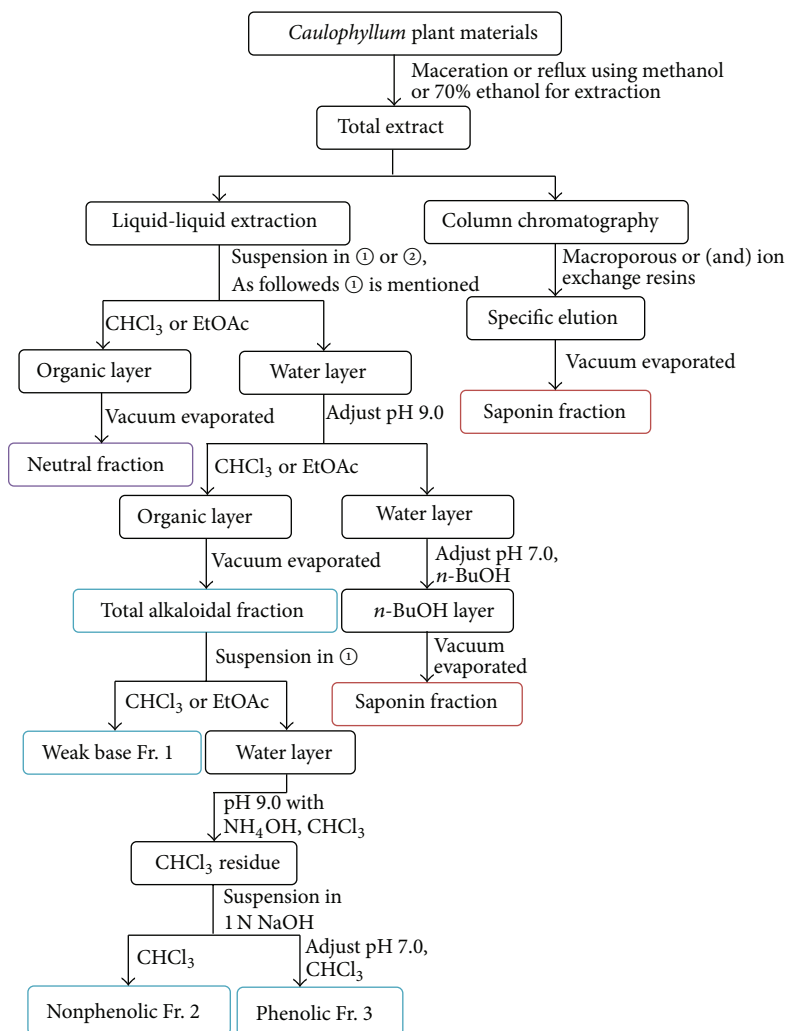 Caulophyllum plant materials
Maceration or reflux using methanol
or 70% ethanol for extraction
Total extract
Liquid-liquid extraction
Column chromatography
Suspension in ① or ②,
As followeds ① is mentioned
Macroporous or (and) ion
exchange resins
CHCl₃ or EtOAc
Specific elution
Organic layer
Water layer
Vacuum evaporated
Vacuum evaporated
Adjust pH 9.0
Saponin fraction
Neutral fraction
CHCl₃ or EtOAc
Organic layer
Water layer
Vacuum evaporated
Adjust pH 7.0,
n-BuOH
Total alkaloidal fraction
n-BuOH layer
Suspension in ①
Vacuum
evaporated
CHCl₃ or EtOAc
Saponin fraction
Weak base Fr. 1
Water layer
pH 9.0 with
NH₄OH, CHCl₃
CHCl₃ residue
Suspension in
1 N NaOH
CHCl₃
Adjust pH 7.0,
CHCl₃
Nonphenolic Fr. 2
Phenolic Fr. 3